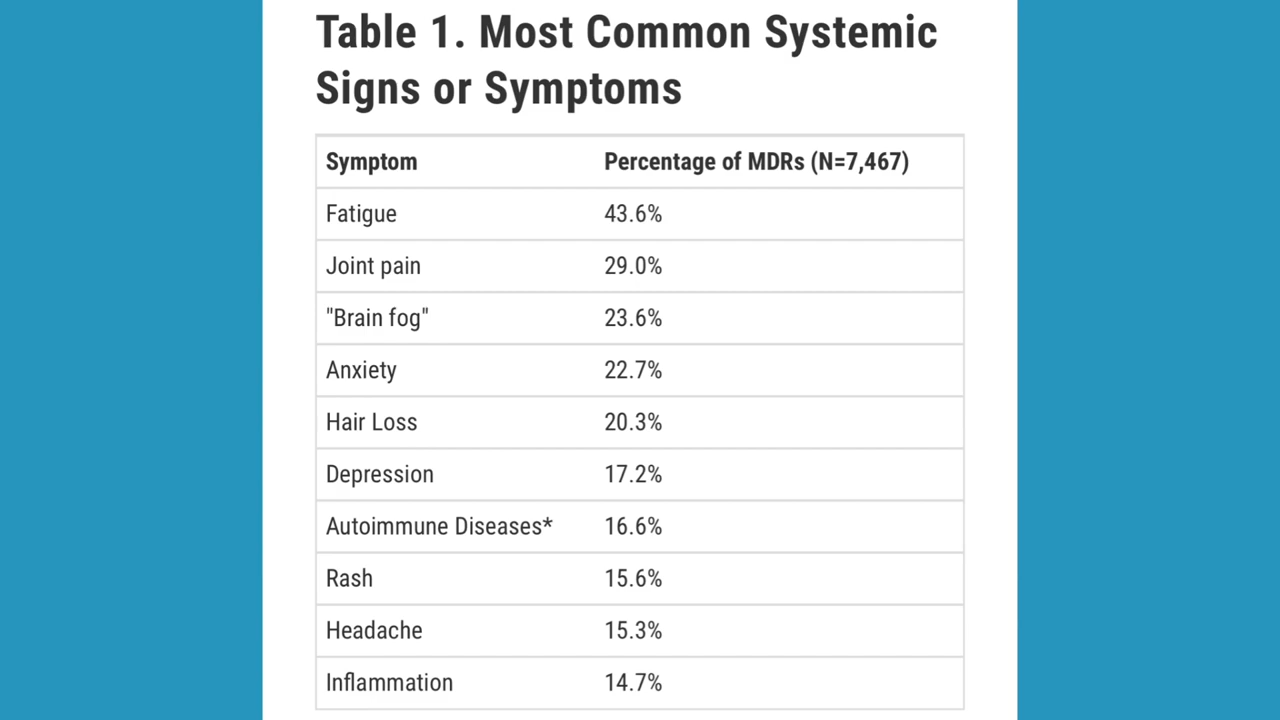 Table 1. Most Common Systemic
Signs or Symptoms
Symptom Percentage of MDRs (N=7,467)
Fatigue 43.6%
Joint pain 29.0%
"Brain fog" 23.6%
Anxiety 22.7%
Hair Loss 20.3%
Depression 17.2%
Autoimmune Diseases* 16.6%
Rash 15.6%
Headache 15.3%
Inflammation 14.7%